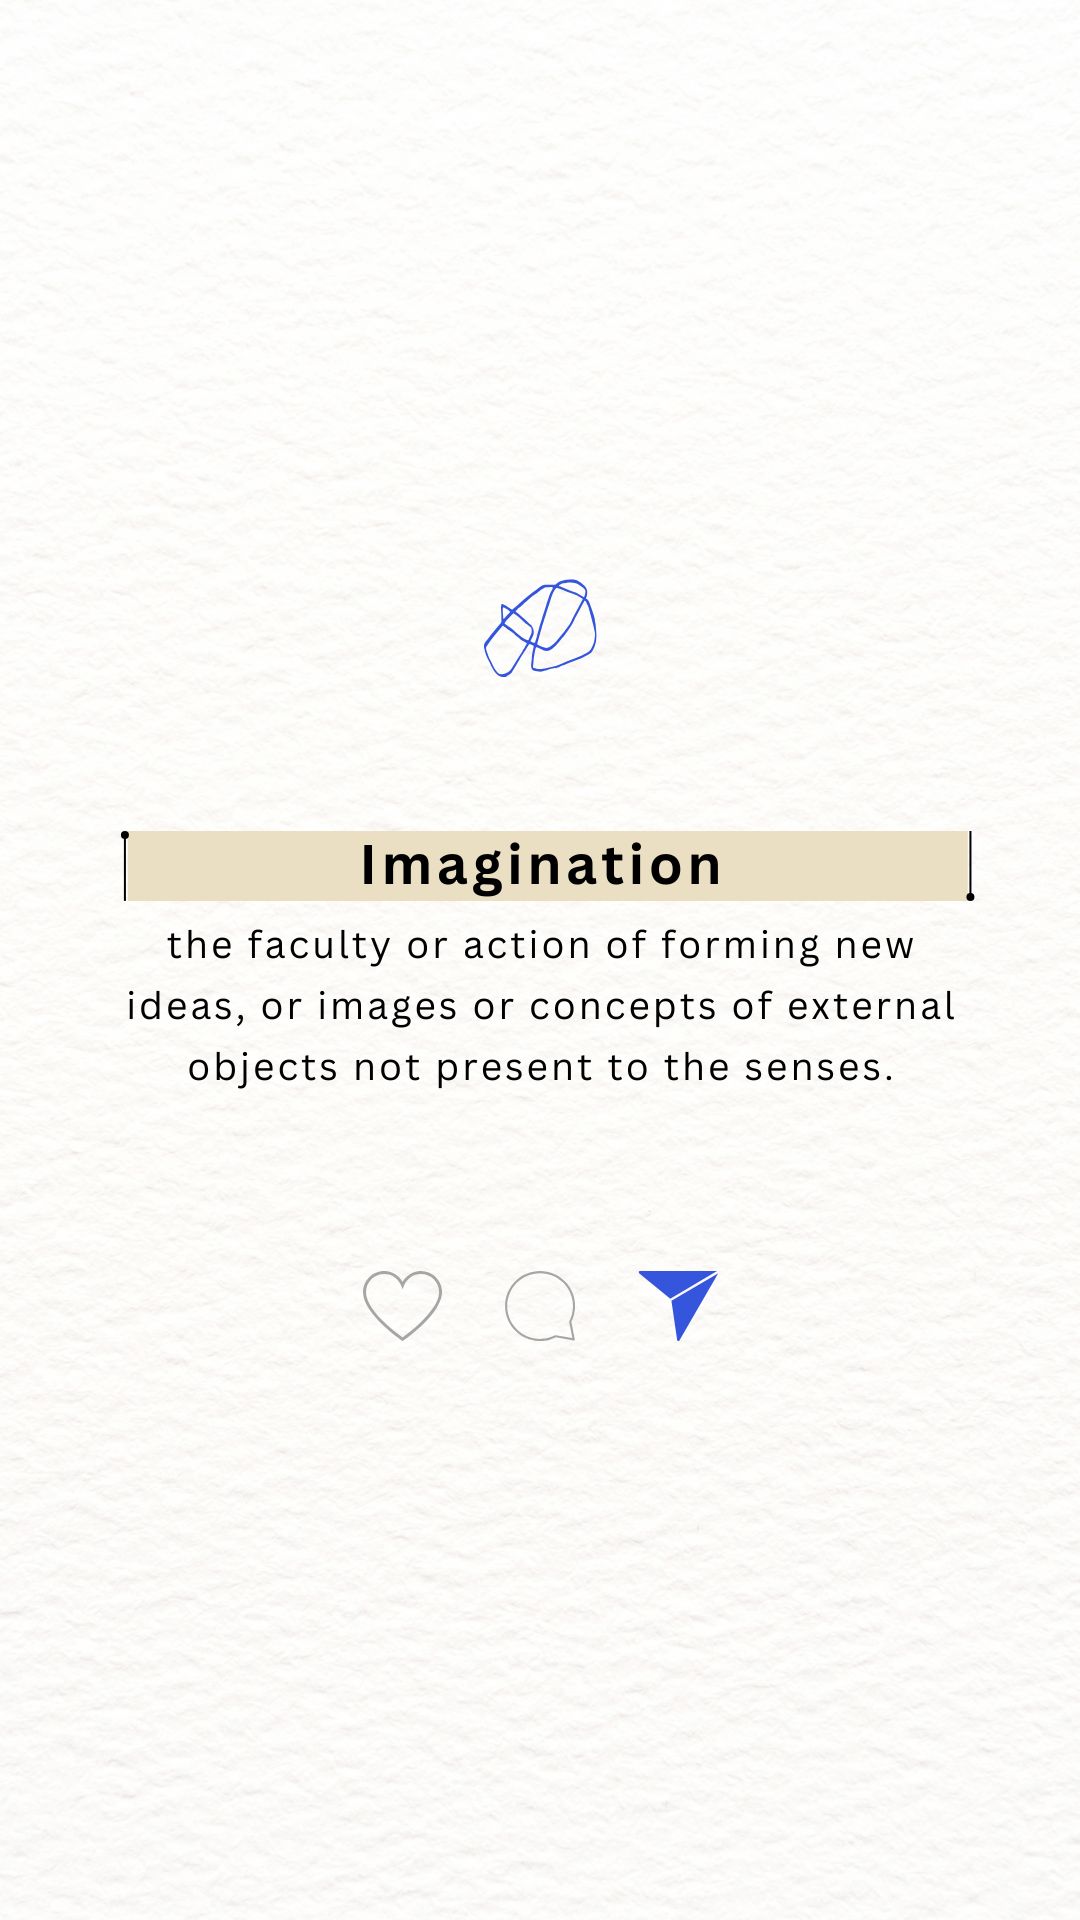 Imagination
the faculty or action of forming new
ideas, or images or concepts of external
objects not present to the senses.